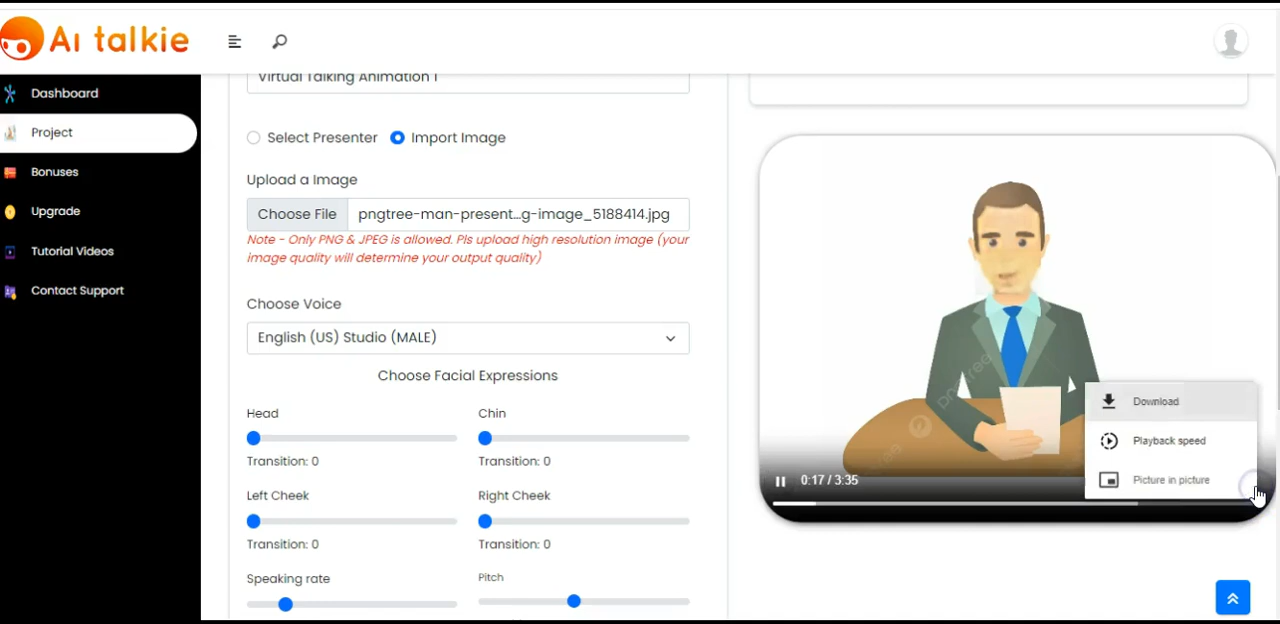 Ai talkie
Dashboard
Project
Bonuses
Upgrade
Tutorial Videos
Contact Support
Virtual Talking Animation 1
Select Presenter
Import Image
Upload a Image
Choose File
pngtree-man-present...g-image_5188414.jpg
Note - Only PNG & JPEG is allowed. Pls upload high resolution image (your
image quality will determine your output quality)
Choose Voice
English (US) Studio (MALE)
Choose Facial Expressions
Head
Chin
Transition: 0
Transition: 0
Left Cheek
Right Cheek
Transition: 0
Transition: 0
Speaking rate
Pitch
pngtree
Download
Playback speed
Picture in picture
0:17 / 3:35